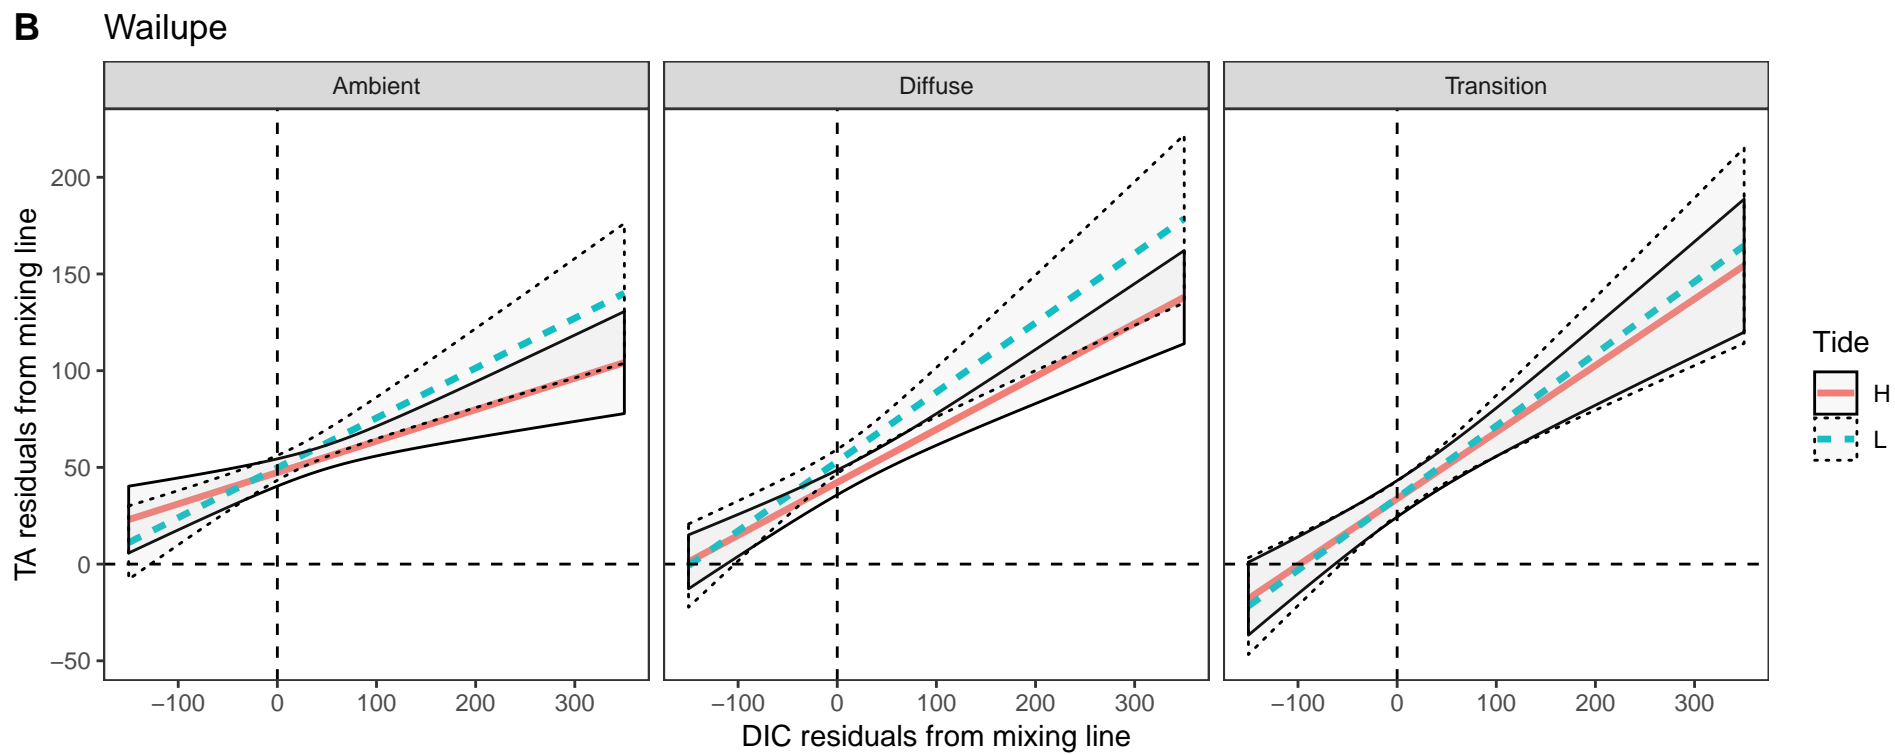 B Wailupe
Ambient Diffuse Transition
TA residuals from mixing line
200
150
100
50
0
−50
−100 0 100 200 300 −100 0 100 200 300 −100 0 100 200 300
DIC residuals from mixing line
Tide
H
L